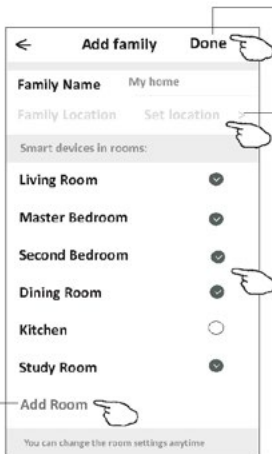 Add family Done
Family Name My home
Family Location Set location
Smart devices in rooms:
Living Room
Master Bedroom
Second Bedroom
Dining Room
Kitchen
Study Room
Add Room
You can change the room settings anytime